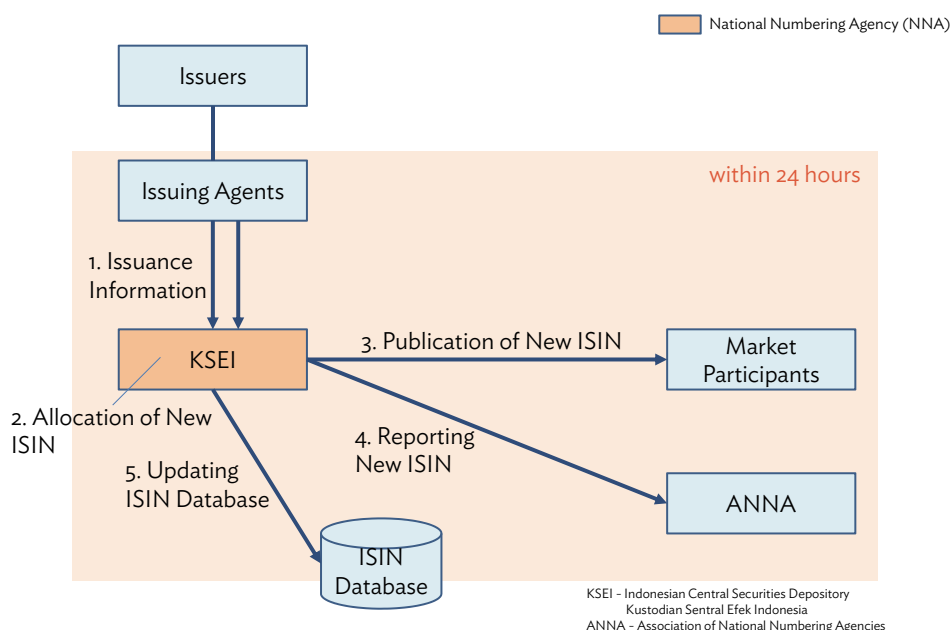 National Numbering Agency (NNA)
Issuers
within 24 hours
Issuing Agents
1. Issuance
Information
KSEI
3. Publication of New ISIN
Market
Participants
2. Allocation of New
ISIN
4. Reporting
New ISIN
5. Updating
ISIN Database
ANNA
ISIN
Database
KSEI - Indonesian Central Securities Depository
Kustodian Sentral Efek Indonesia
ANNA - Association of National Numbering Agencies